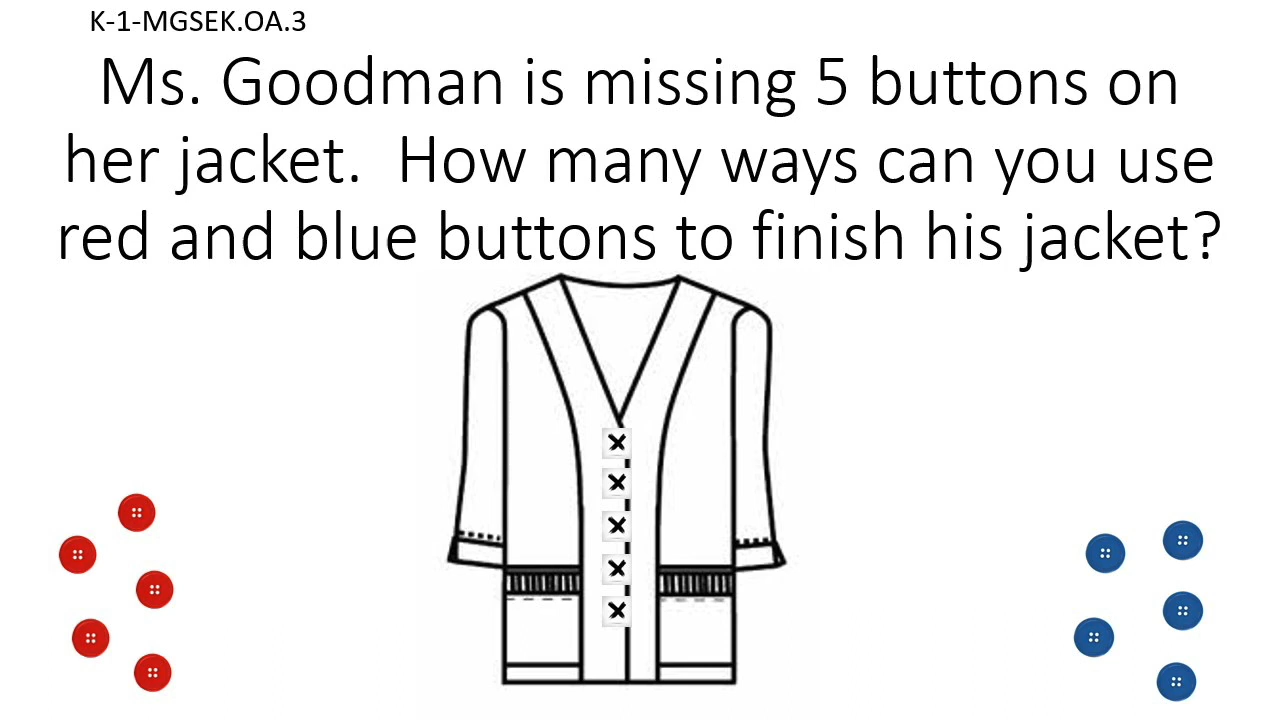 K-1-MGSEK.OA.3
Ms. Goodman is missing 5 buttons on
her jacket.  How many ways can you use
red and blue buttons to finish his jacket?